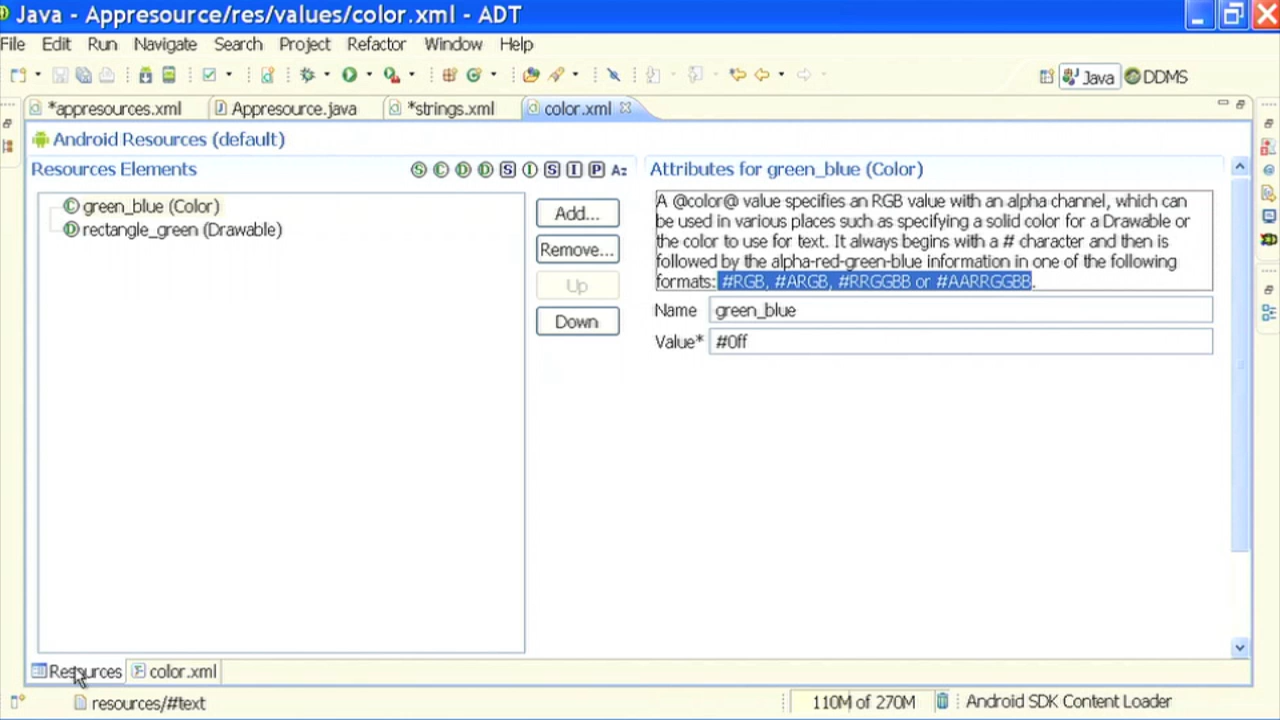 Java - Appresource/res/values/color.xml - ADT
File Edit Run Navigate Search Project Refactor Window Help
Java DDMS
*appresources.xml Appresource.java *strings.xml color.xml
Android Resources (default)
Resources Elements
S C D D S I S I P Az
green_blue (Color)
rectangle_green (Drawable)
Add...
Remove...
Up
Down
Attributes for green_blue (Color)
A @color@ value specifies an RGB value with an alpha channel, which can
be used in various places such as specifying a solid color for a Drawable or
the color to use for text. It always begins with a # character and then is
followed by the alpha-red-green-blue information in one of the following
formats: #RGB, #ARGB, #RRGGBB or #AARRGGBB.
Name green_blue
Value* #0ff
Resources color.xml
resources/#text 110M of 270M Android SDK Content Loader